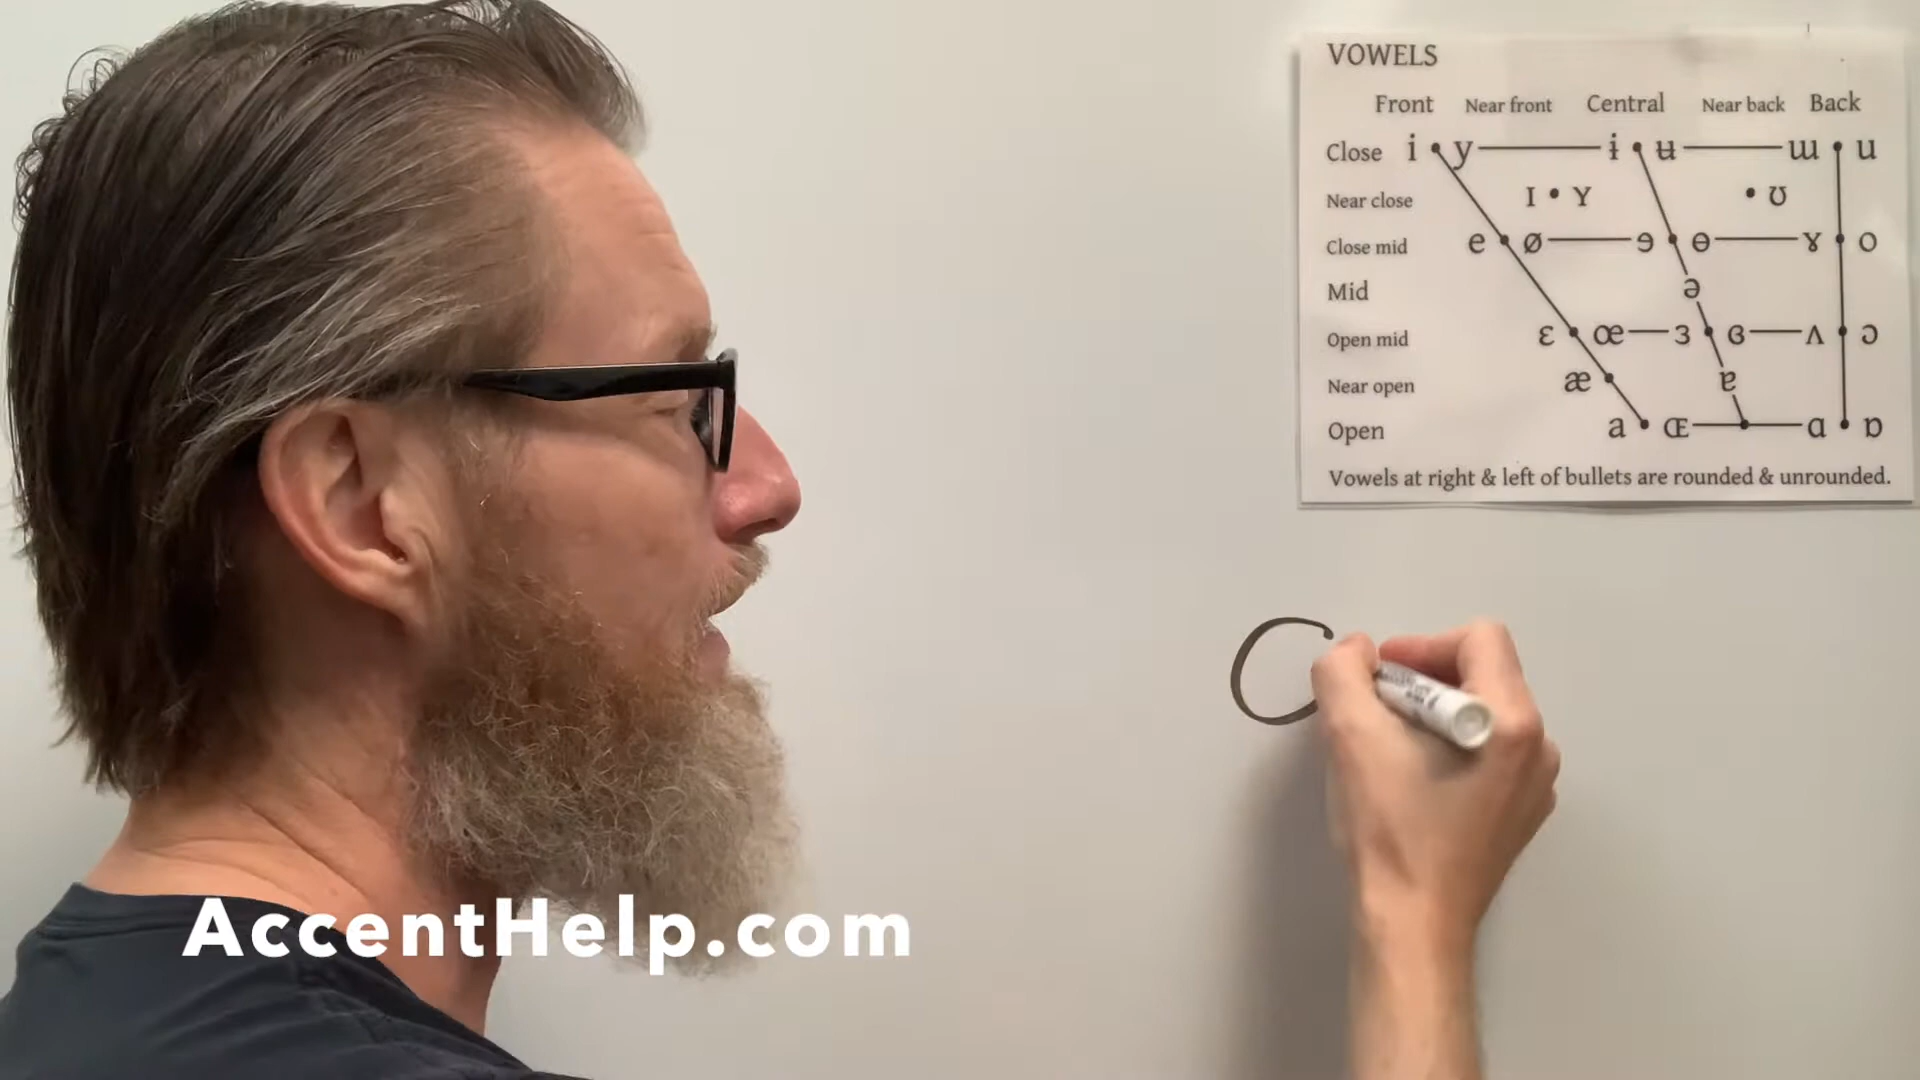 VOWELS
Front Near front Central Near back Back
Close i • y ɨ • ʉ ɯ • u
Near close ɪ • ʏ • ʊ
Close mid e • ø ɘ • ɵ ɤ • o
Mid ə
Open mid ɛ • œ ɜ • ɞ ʌ • ɔ
Near open æ • ɐ
Open a • ɶ • ɑ • ɒ
Vowels at right & left of bullets are rounded & unrounded.
AccentHelp.com